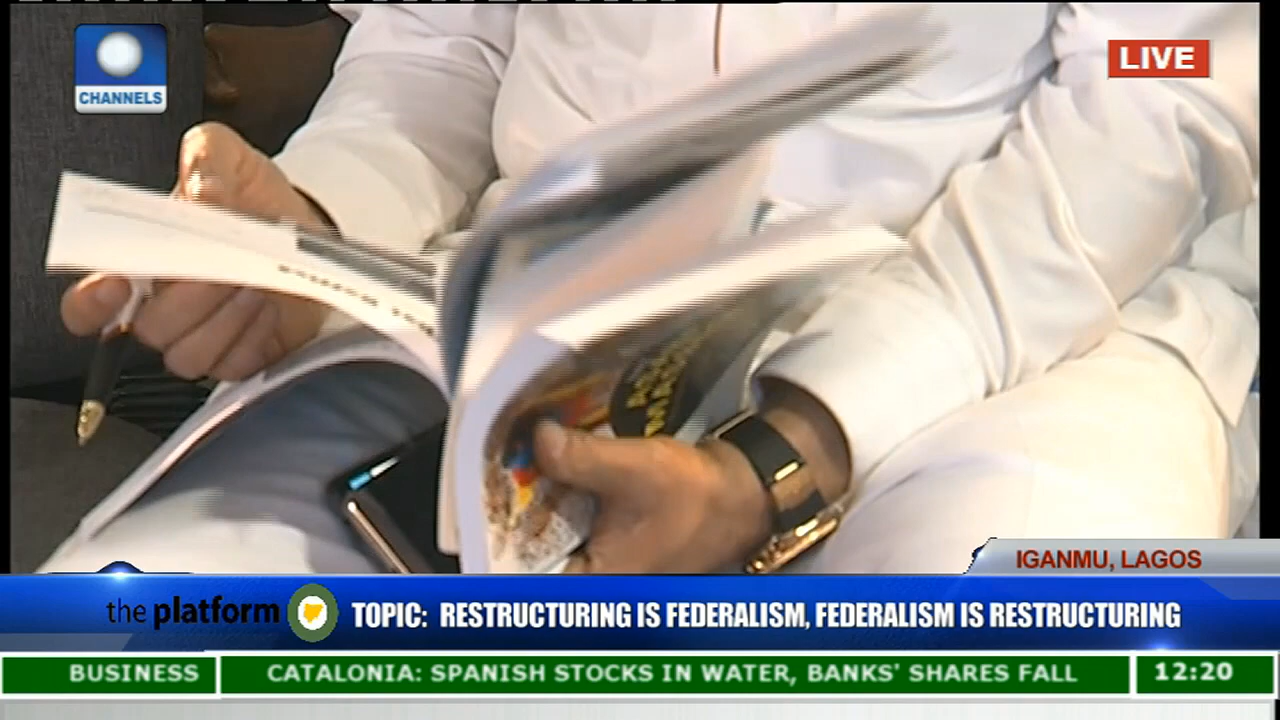 CHANNELS
LIVE
IGANMU, LAGOS
the platform
TOPIC: RESTRUCTURING IS FEDERALISM, FEDERALISM IS RESTRUCTURING
BUSINESS
CATALONIA: SPANISH STOCKS IN WATER, BANKS' SHARES FALL
12:20